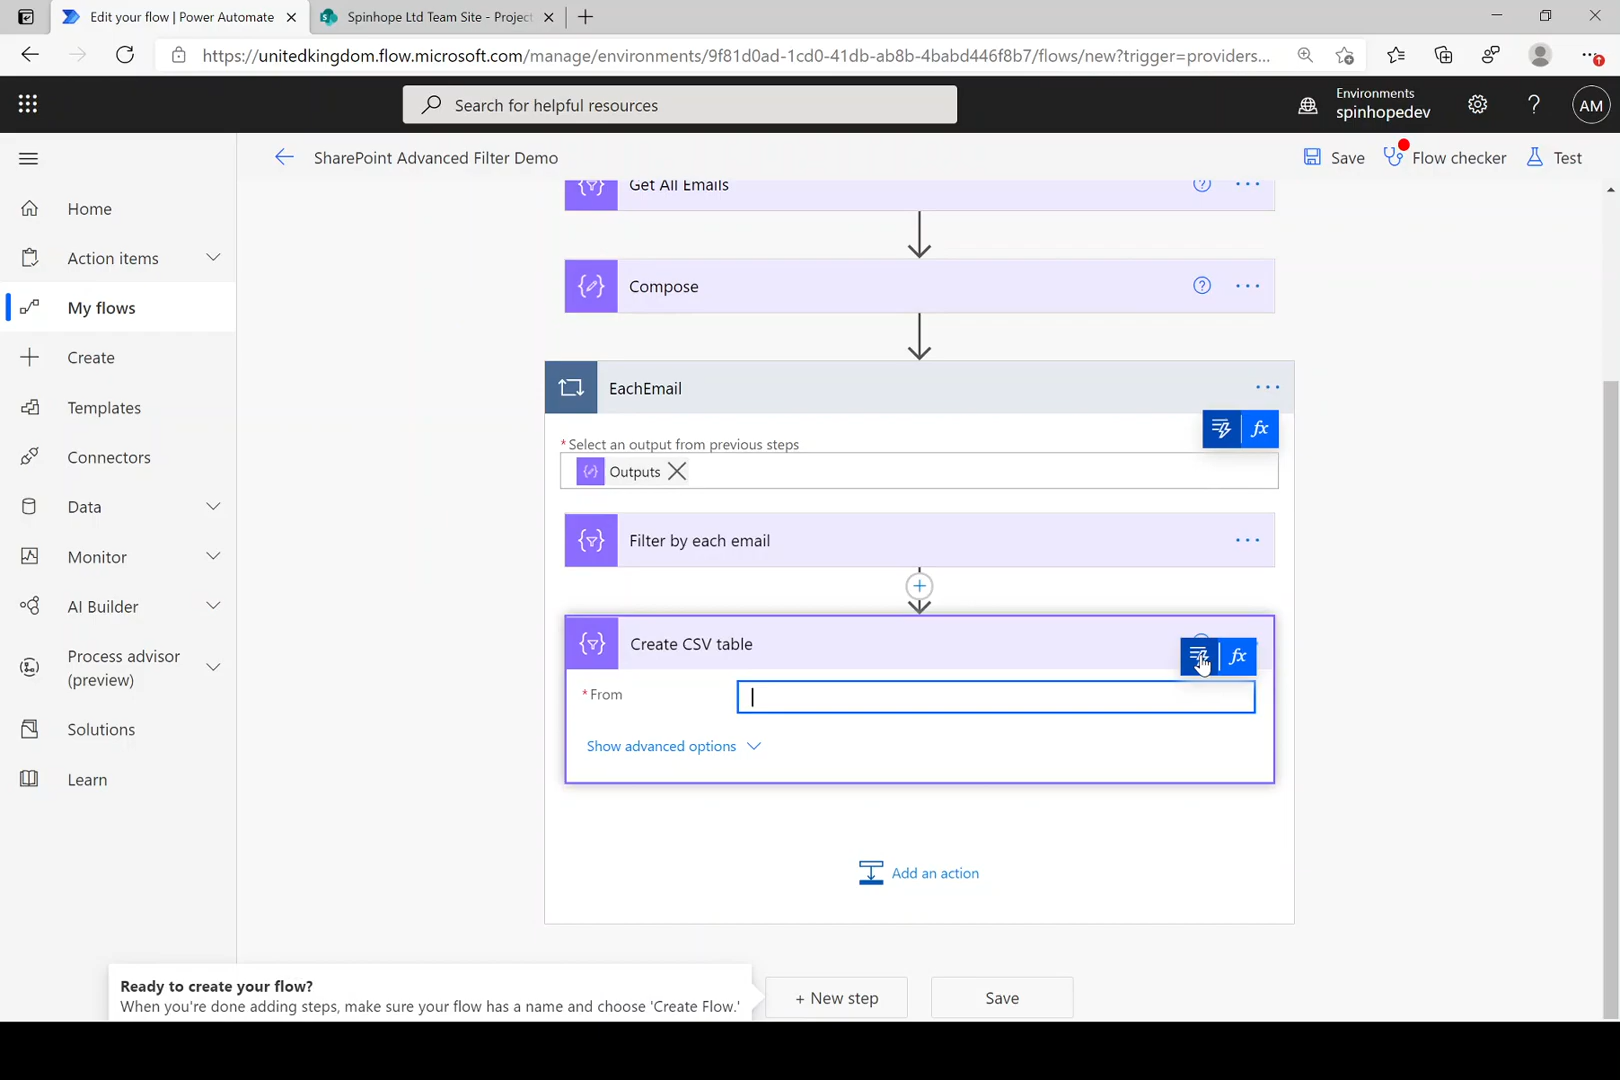 Edit your flow | Power Automate
Spinhope Ltd Team Site - Project
https://unitedkingdom.flow.microsoft.com/manage/environments/9f81d0ad-1cd0-41db-ab8b-4babd446f8b7/flows/new?trigger=providers...
Search for helpful resources
Environments
spinhopedev
?
AM
SharePoint Advanced Filter Demo
Save
Flow checker
Test
Home
Action items
My flows
Create
Templates
Connectors
Data
Monitor
AI Builder
Process advisor
(preview)
Solutions
Learn
Get All Emails
Compose
EachEmail
fx
* Select an output from previous steps
Outputs
Filter by each email
Create CSV table
fx
* From
Show advanced options
Add an action
Ready to create your flow?
When you're done adding steps, make sure your flow has a name and choose 'Create Flow.'
+ New step
Save